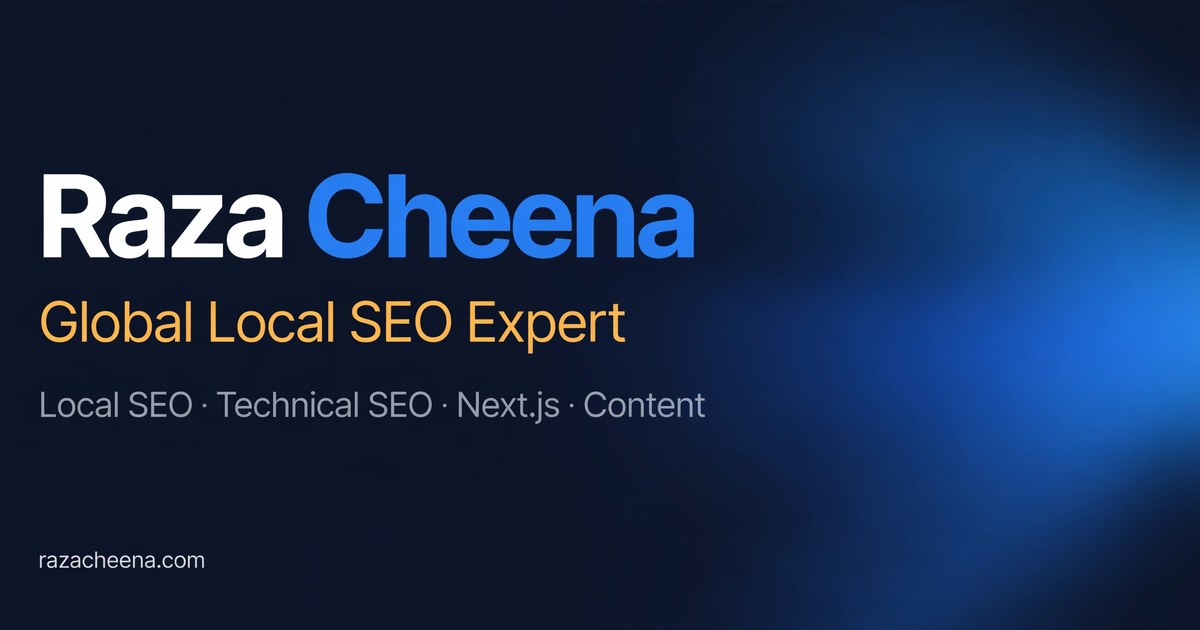 Raza Cheena
Global Local SEO Expert
Local SEO · Technical SEO · Next.js · Content
razacheena.com